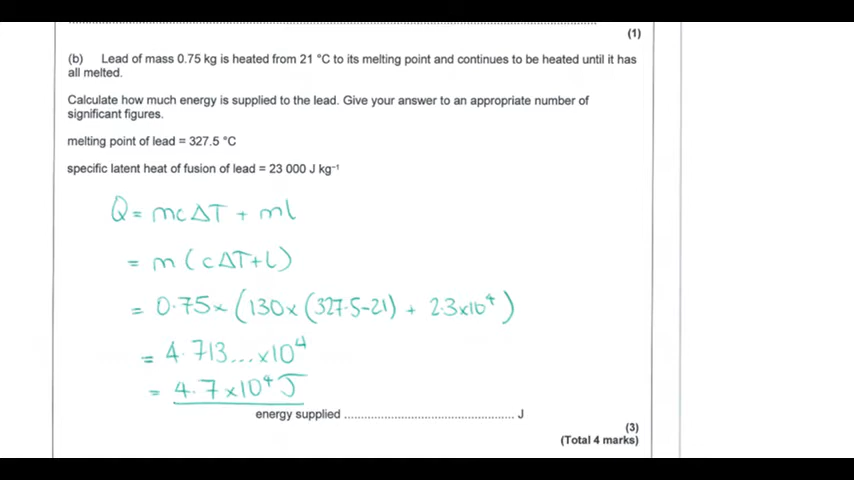 (1)
(b) Lead of mass 0.75 kg is heated from 21 °C to its melting point and continues to be heated until it has
all melted.
Calculate how much energy is supplied to the lead. Give your answer to an appropriate number of
significant figures.
melting point of lead = 327.5 °C
specific latent heat of fusion of lead = 23 000 J kg⁻¹
Q = mcΔT + ml
= m (cΔT+l)
= 0.75 × (130 × (327.5-21) + 2.3×10⁴)
= 4.713...×10⁴
= 4.7×10⁴ J
energy supplied ................................................ J
(3)
(Total 4 marks)